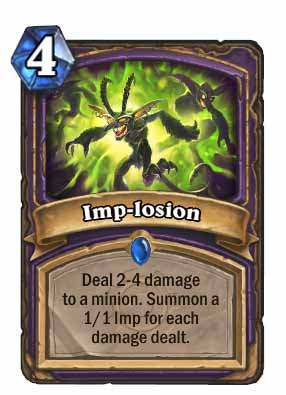 4
Imp-losion
Deal 2-4 damage
to a minion. Summon a
1/1 Imp for each
damage dealt.